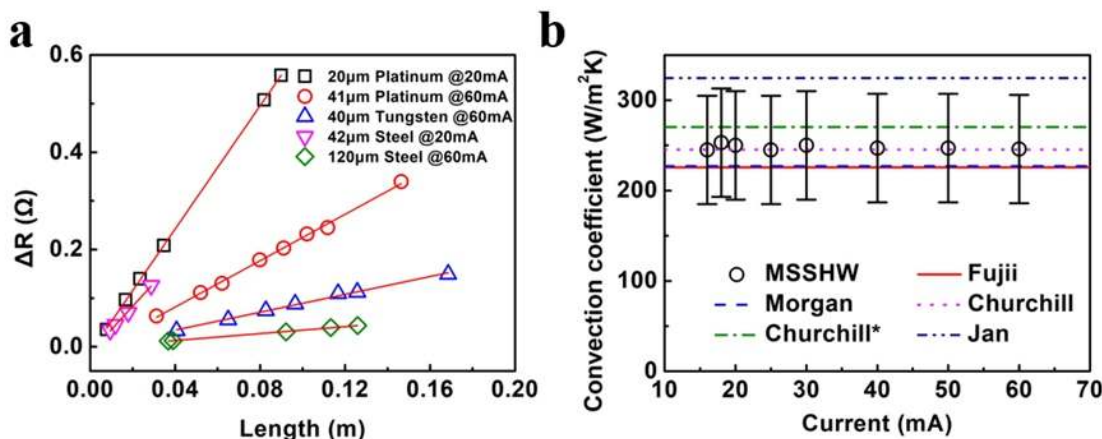 a
0.6
0.4
0.2
0.0
ΔR (Ω)
20μm Platinum @20mA
41μm Platinum @60mA
40μm Tungsten @60mA
42μm Steel @20mA
120μm Steel @60mA
0.00 0.04 0.08 0.12 0.16 0.20
Length (m)
b
300
200
100
0
Convection coefficient (W/m²K)
MSSHW Fujii
Morgan Churchill
Churchill* Jan
10 20 30 40 50 60 70
Current (mA)